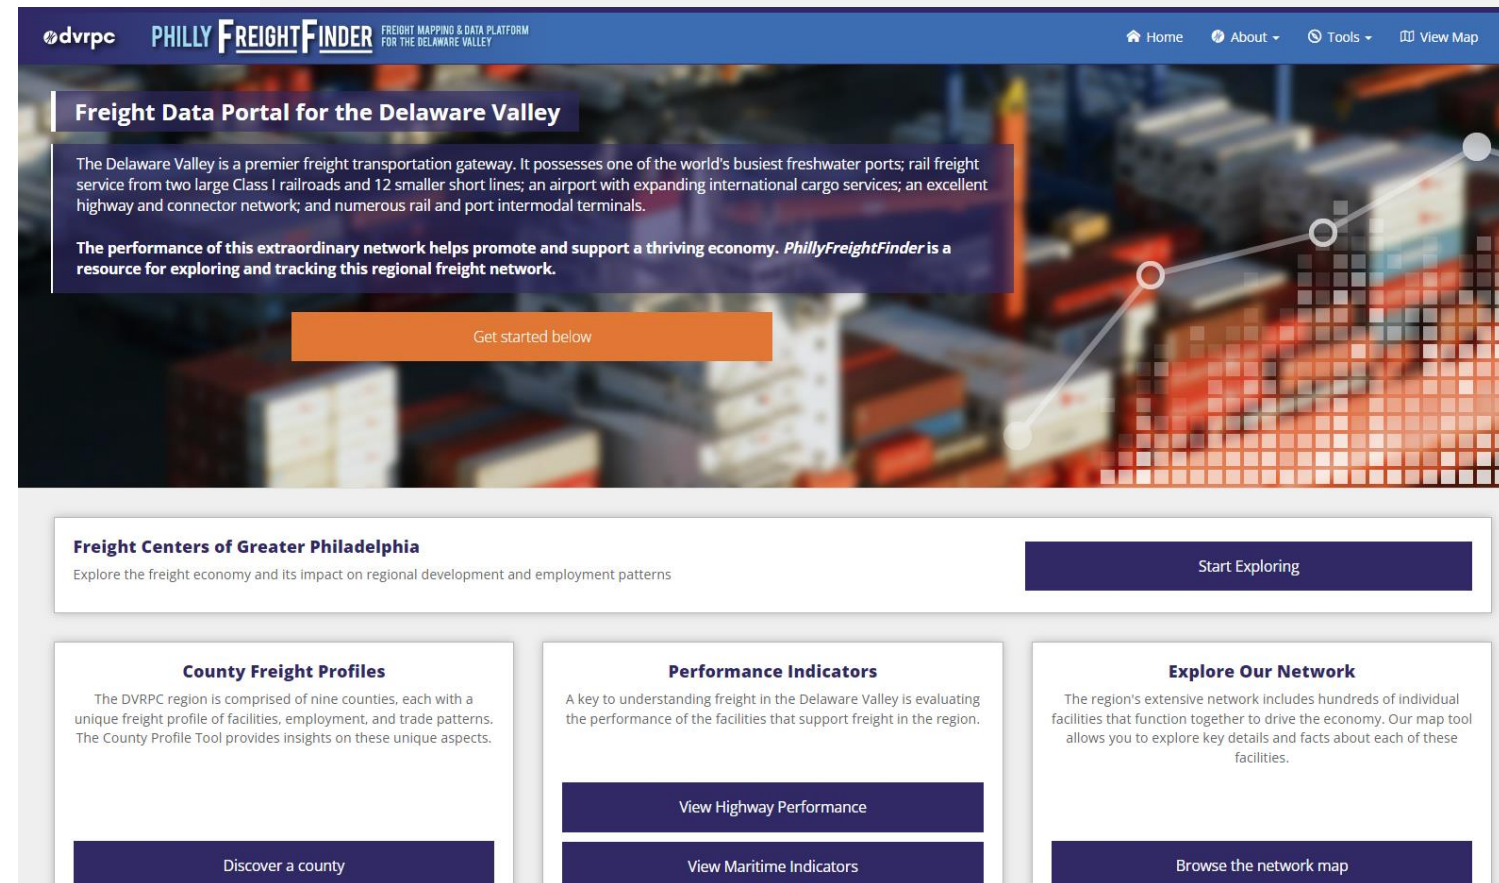 dvrpc
PHILLY FREIGHTFINDER
FREIGHT MAPPING & DATA PLATFORM
FOR THE DELAWARE VALLEY
Home
About
Tools
View Map
Freight Data Portal for the Delaware Valley
The Delaware Valley is a premier freight transportation gateway. It possesses one of the world's busiest freshwater ports; rail freight
service from two large Class I railroads and 12 smaller short lines; an airport with expanding international cargo services; an excellent
highway and connector network; and numerous rail and port intermodal terminals.
The performance of this extraordinary network helps promote and support a thriving economy. PhillyFreightFinder is a
resource for exploring and tracking this regional freight network.
Get started below
Freight Centers of Greater Philadelphia
Explore the freight economy and its impact on regional development and employment patterns
Start Exploring
County Freight Profiles
The DVRPC region is comprised of nine counties, each with a
unique freight profile of facilities, employment, and trade patterns.
The County Profile Tool provides insights on these unique aspects.
Discover a county
Performance Indicators
A key to understanding freight in the Delaware Valley is evaluating
the performance of the facilities that support freight in the region.
View Highway Performance
View Maritime Indicators
Explore Our Network
The region's extensive network includes hundreds of individual
facilities that function together to drive the economy. Our map tool
allows you to explore key details and facts about each of these
facilities.
Browse the network map